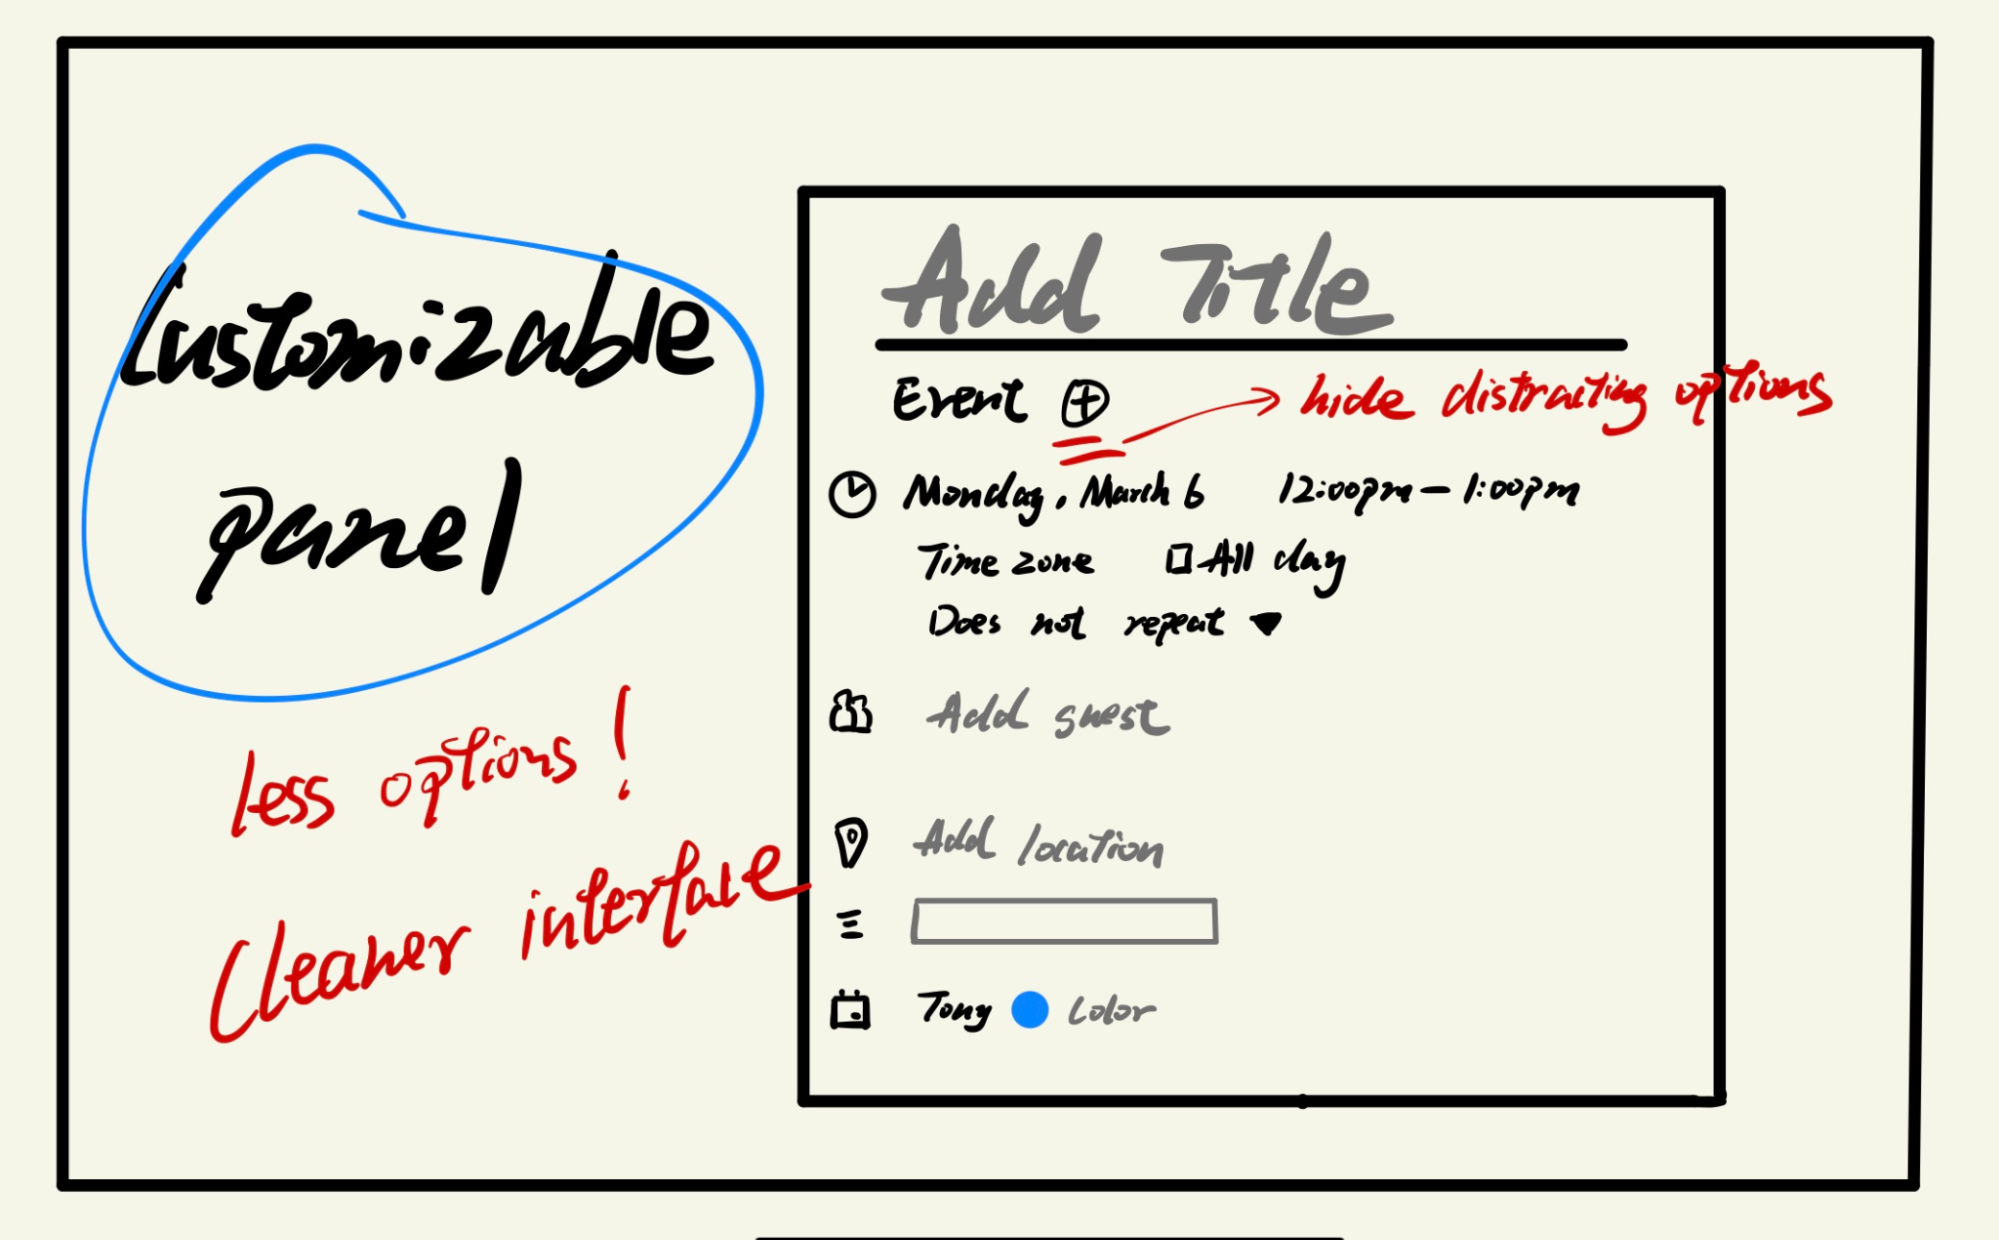 Customizable
panel
less options!
Cleaner interface
Add Title
Event
hide distracting options
Monday, March 6 12:00pm – 1:00pm
Time zone All day
Does not repeat
Add guest
Add location
Tony Color